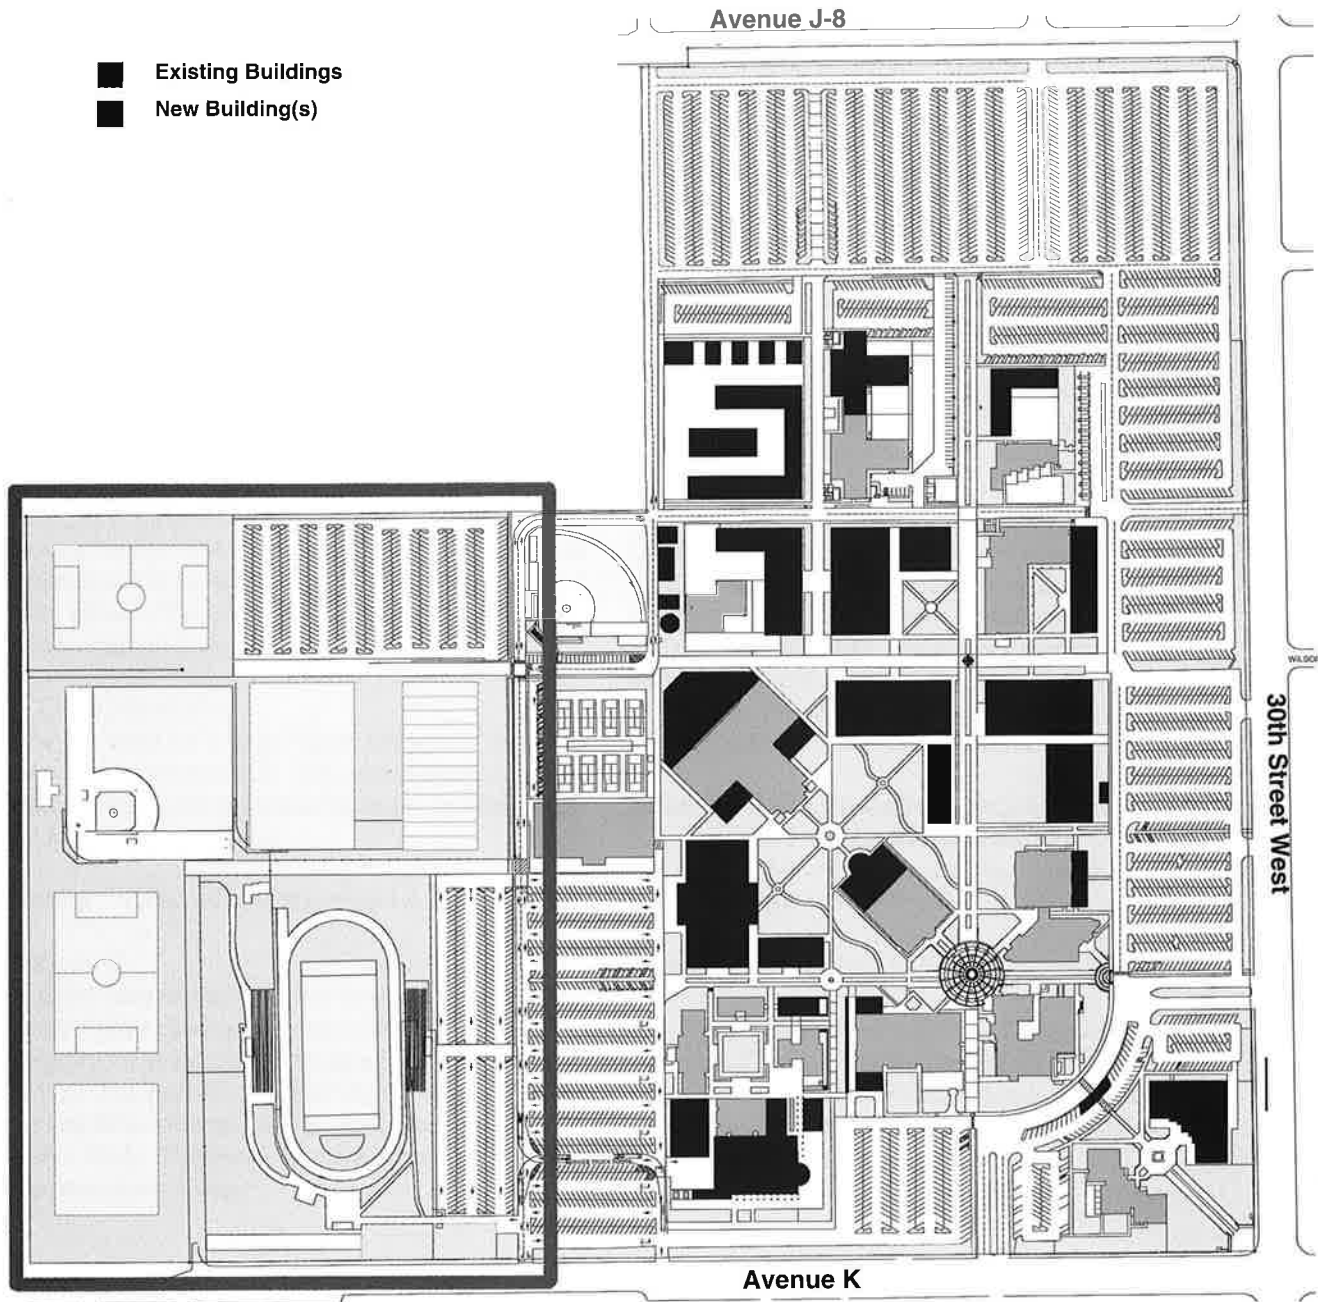 Avenue J-8
Existing Buildings
New Building(s)
30th Street West
Avenue K